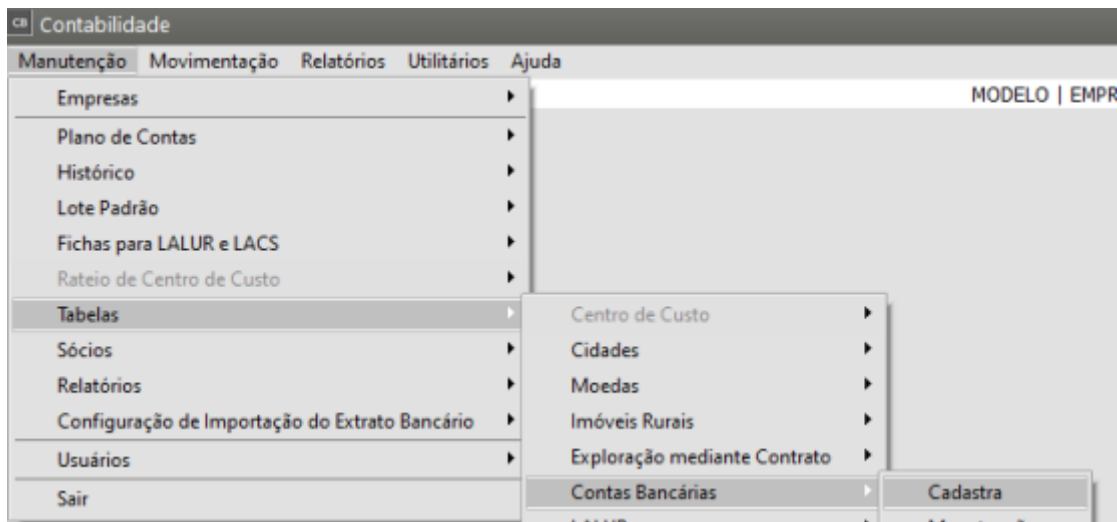 CB Contabilidade
Manutenção Movimentação Relatórios Utilitários Ajuda
MODELO | EMPR
Empresas
Plano de Contas
Histórico
Lote Padrão
Fichas para LALUR e LACS
Rateio de Centro de Custo
Tabelas
Sócios
Relatórios
Configuração de Importação do Extrato Bancário
Usuários
Sair
Centro de Custo
Cidades
Moedas
Imóveis Rurais
Exploração mediante Contrato
Contas Bancárias
Cadastra